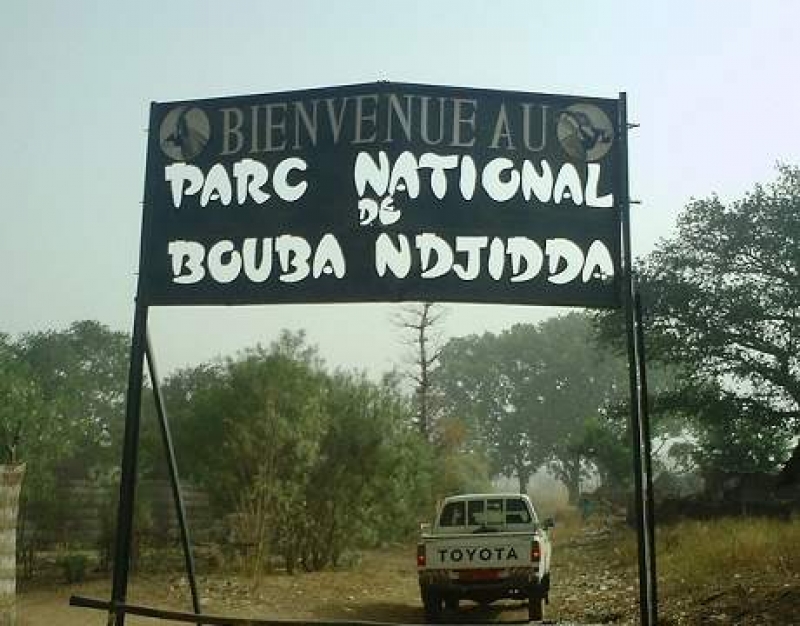 BIENVENUE AU
PARC NATIONAL
DE
BOUBA NDJIDDA
TOYOTA